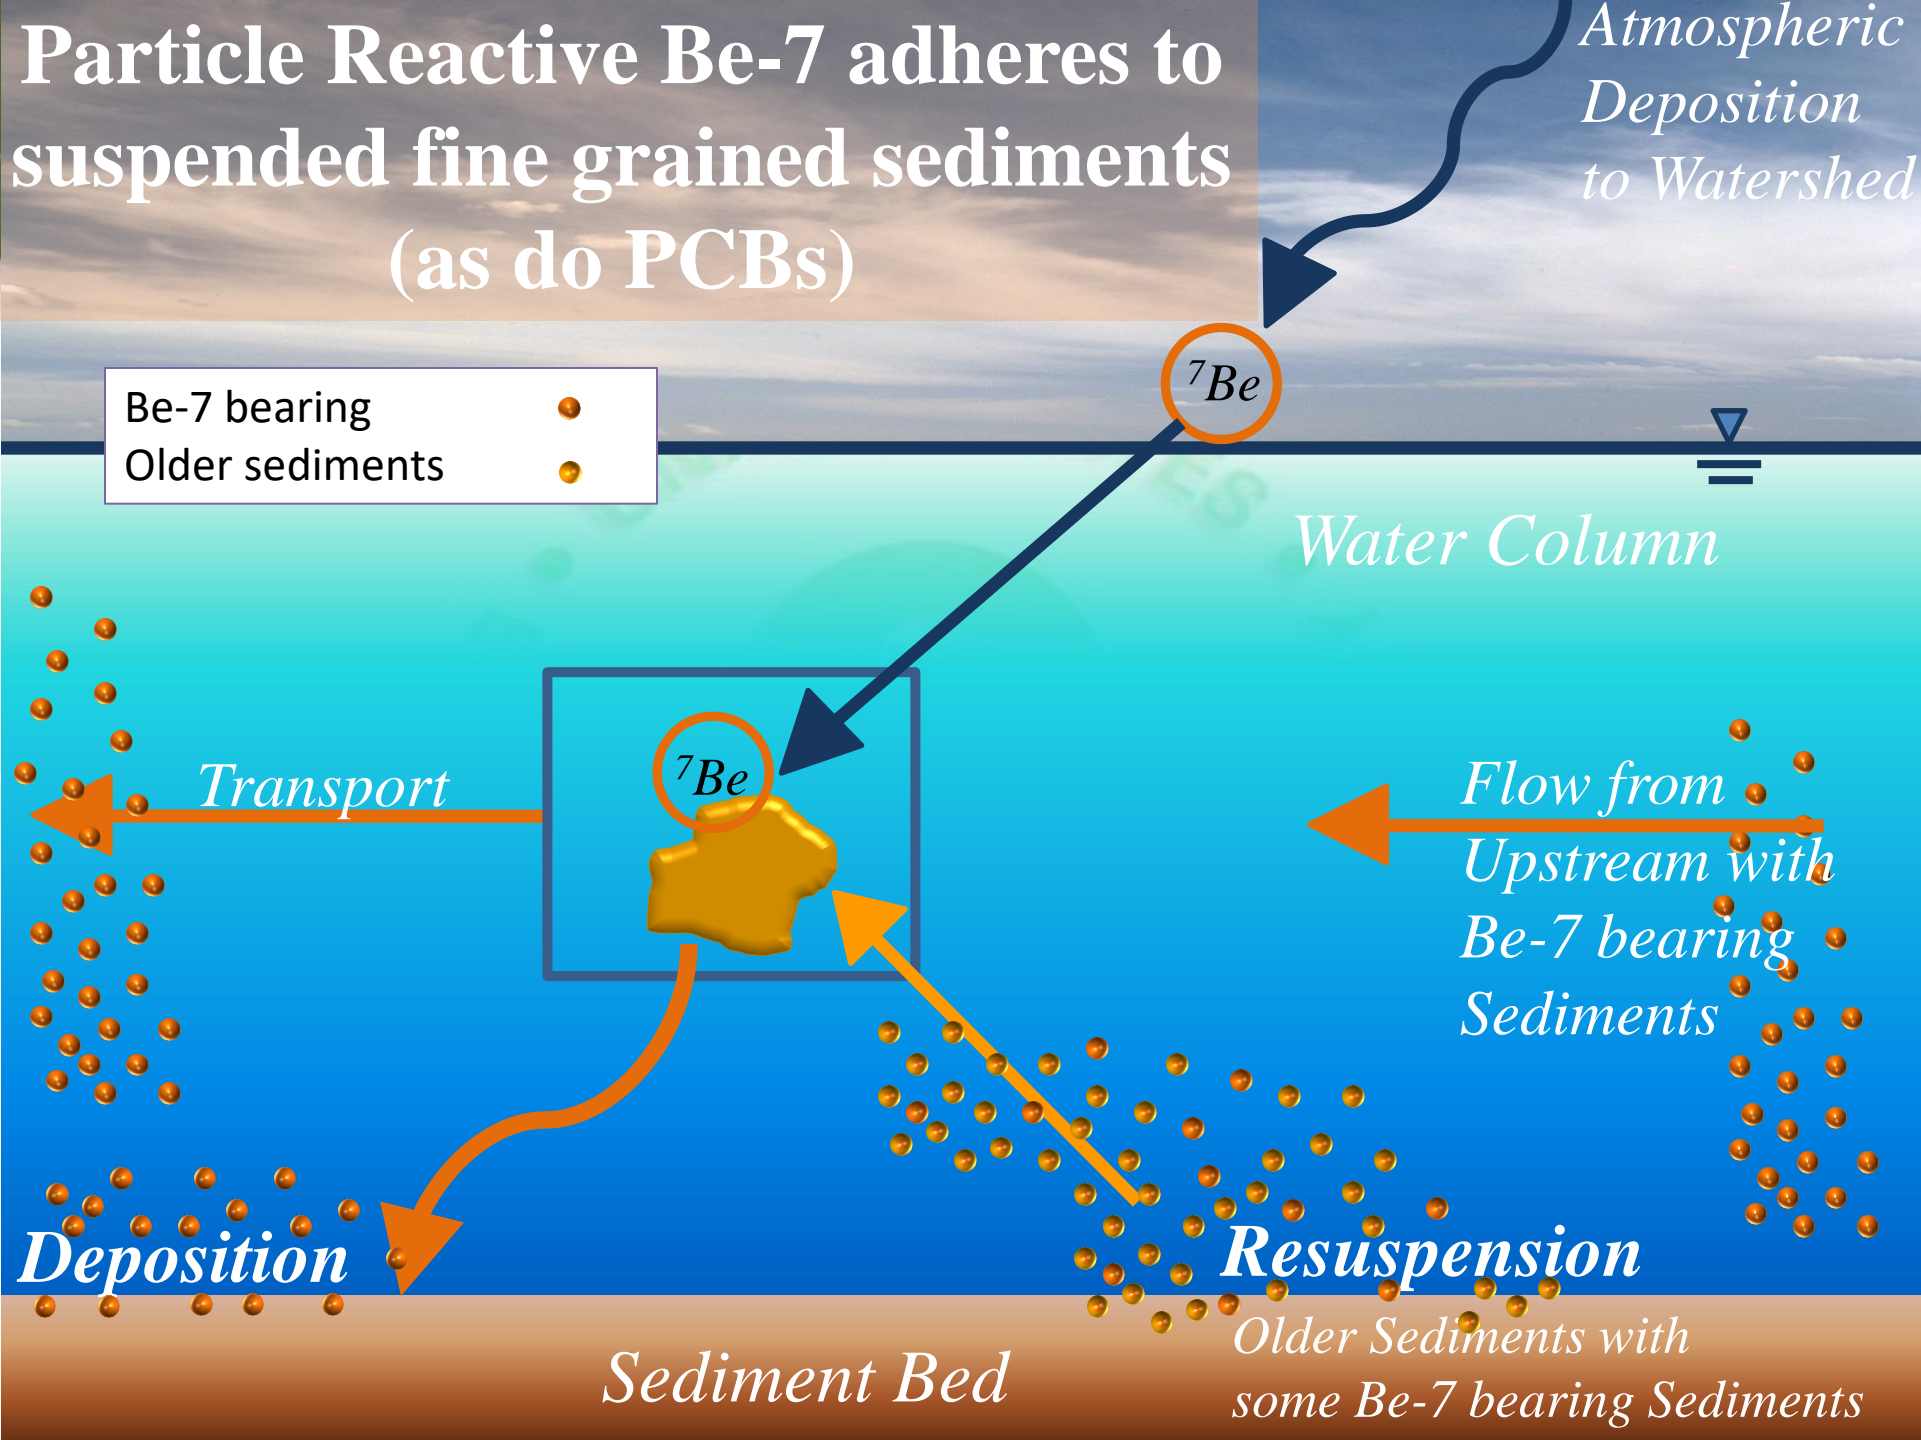 Particle Reactive Be-7 adheres to
suspended fine grained sediments
(as do PCBs)
Atmospheric
Deposition
to Watershed
⁷Be
Be-7 bearing
Older sediments
Water Column
⁷Be
Transport
Flow from
Upstream with
Be-7 bearing
Sediments
Deposition
Resuspension
Older Sediments with
some Be-7 bearing Sediments
Sediment Bed